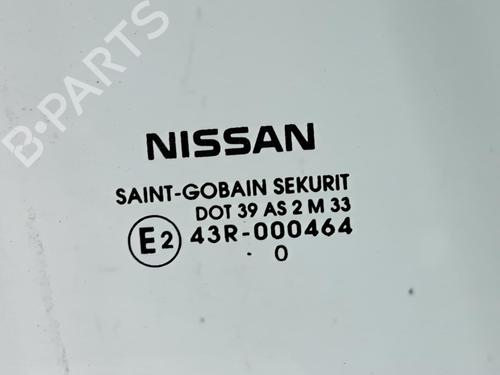 B-PARTS
NISSAN
SAINT-GOBAIN SEKURIT
DOT 39 AS 2 M 33
E2 43R-000464
. 0